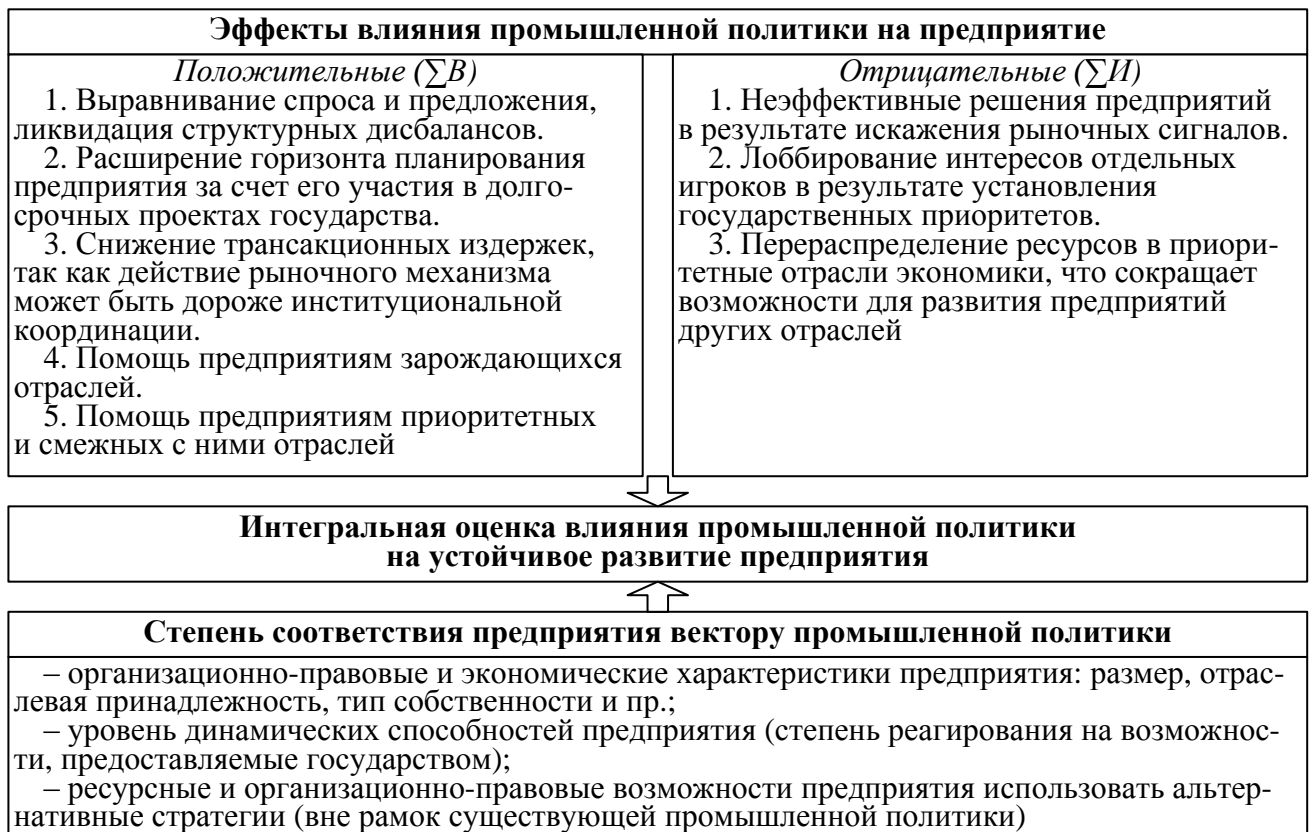 Эффекты влияния промышленной политики на предприятие
Положительные (∑В)
1. Выравнивание спроса и предложения,
ликвидация структурных дисбалансов.
2. Расширение горизонта планирования
предприятия за счет его участия в долго-
срочных проектах государства.
3. Снижение трансакционных издержек,
так как действие рыночного механизма
может быть дороже институциональной
координации.
4. Помощь предприятиям зарождающихся
отраслей.
5. Помощь предприятиям приоритетных
и смежных с ними отраслей
Отрицательные (∑И)
1. Неэффективные решения предприятий
в результате искажения рыночных сигналов.
2. Лоббирование интересов отдельных
игроков в результате установления
государственных приоритетов.
3. Перераспределение ресурсов в приори-
тетные отрасли экономики, что сокращает
возможности для развития предприятий
других отраслей
Интегральная оценка влияния промышленной политики
на устойчивое развитие предприятия
Степень соответствия предприятия вектору промышленной политики
– организационно-правовые и экономические характеристики предприятия: размер, отрас-
левая принадлежность, тип собственности и пр.;
– уровень динамических способностей предприятия (степень реагирования на возможнос-
ти, предоставляемые государством);
– ресурсные и организационно-правовые возможности предприятия использовать альтер-
нативные стратегии (вне рамок существующей промышленной политики)